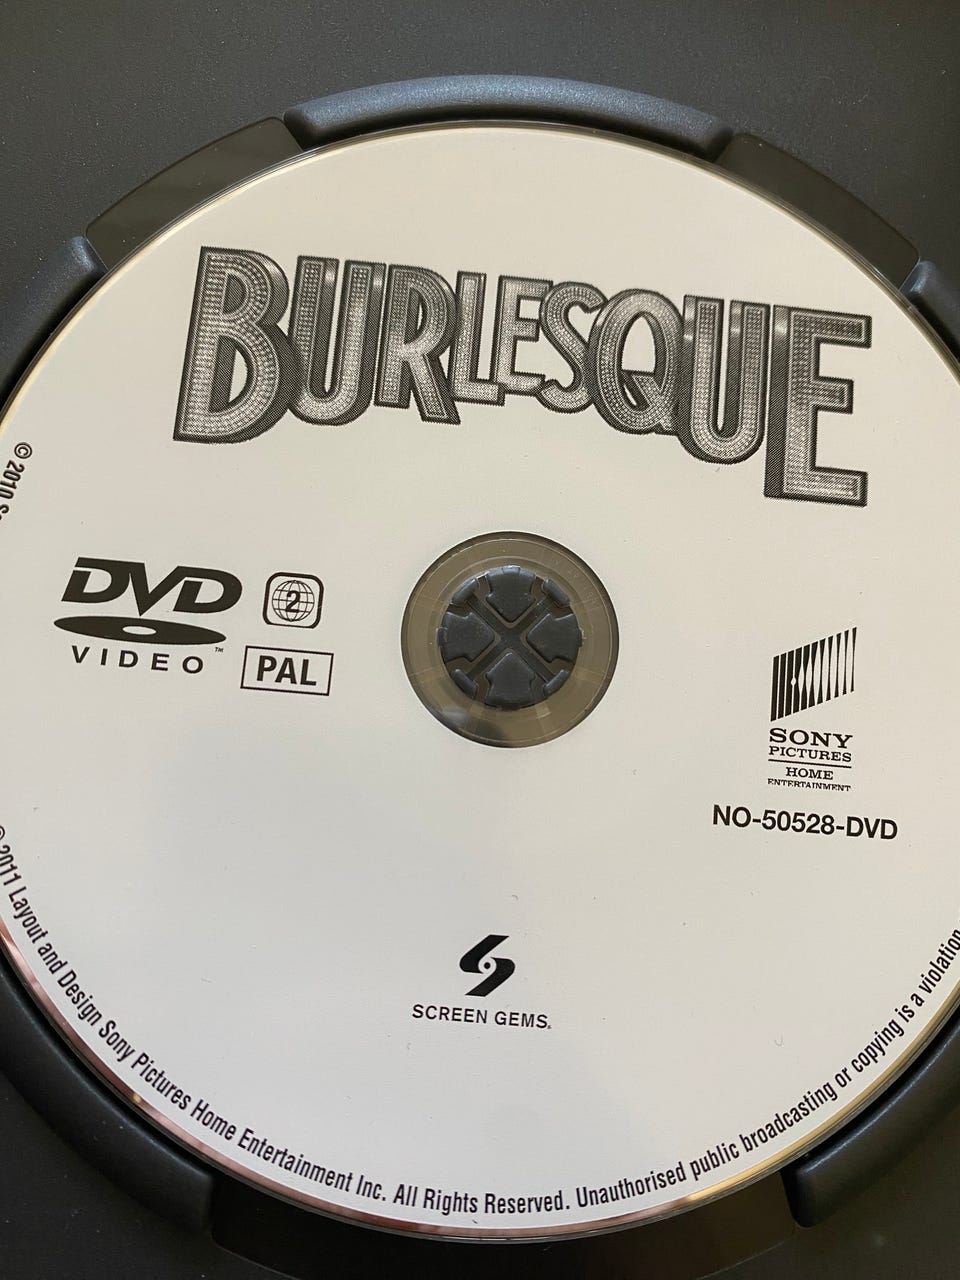 BURLESQUE
© 2010
DVD
VIDEO™
2
PAL
SONY
PICTURES
HOME
ENTERTAINMENT
NO-50528-DVD
SCREEN GEMS
2011 Layout and Design Sony Pictures Home Entertainment Inc. All Rights Reserved. Unauthorised public broadcasting or copying is a violation